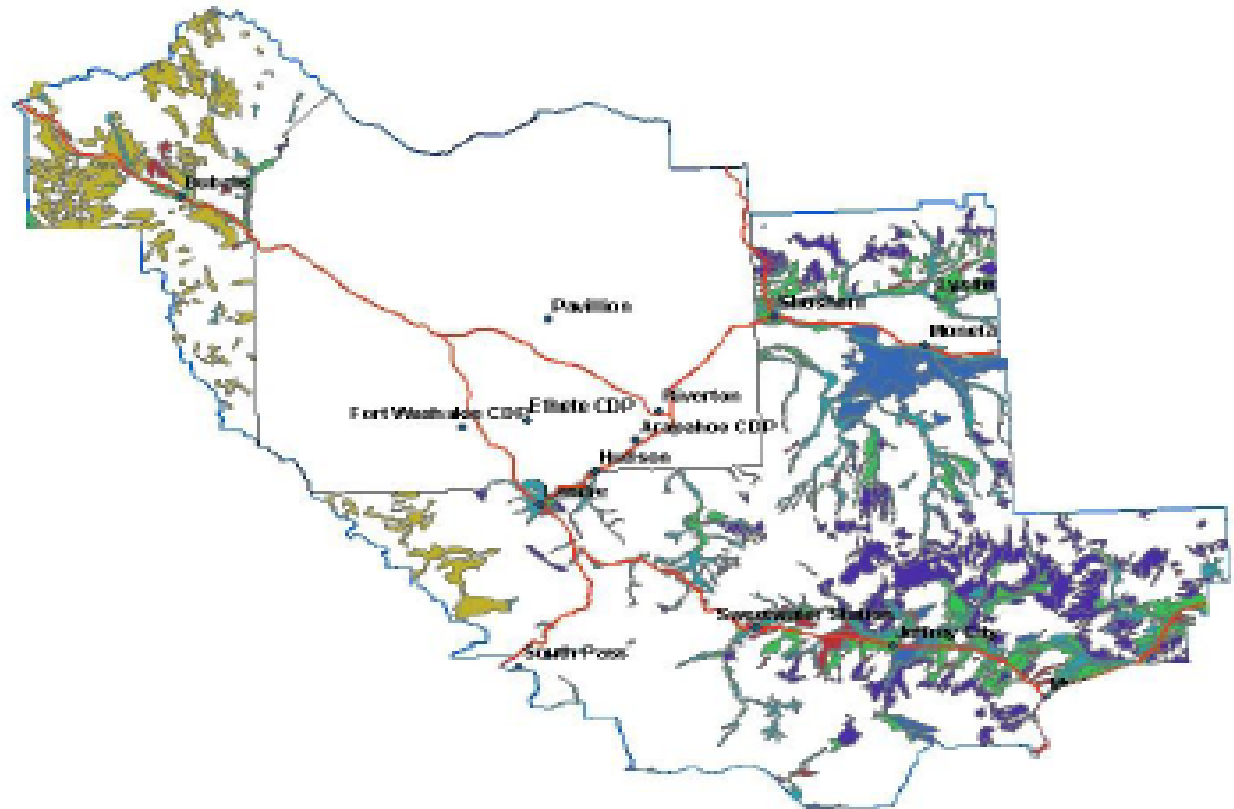 Dubois
Pavillion
Shoshoni
Lysite
Moneta
Riverton
Ethete CDP
Fort Washakie CDP
Arapahoe CDP
Hudson
Lander
Sweetwater Station
Jeffrey City
South Pass